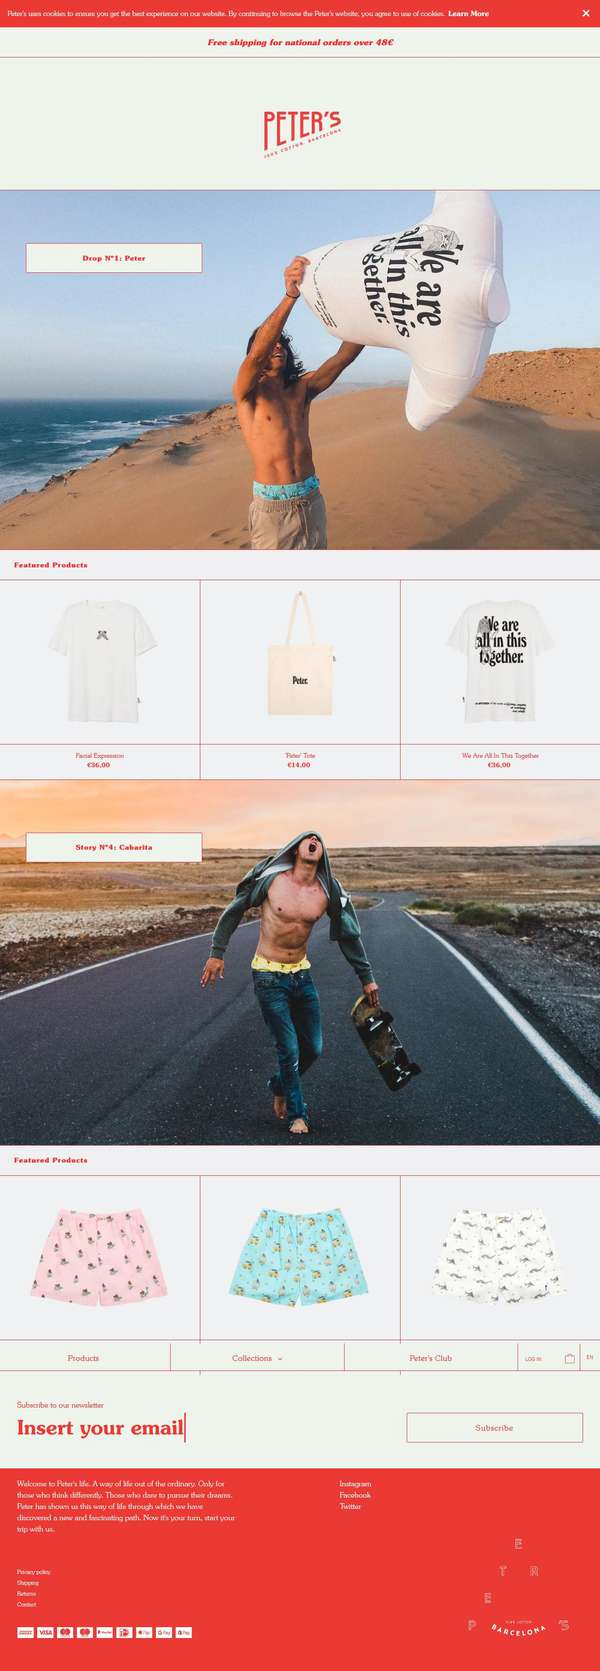 Peter's uses cookies to ensure you get the best experience on our website. By continuing to browse the Peter's website, you agree to use of cookies. Learn More
Free shipping for national orders over 48€
PETER'S
100% COTTON. BARCELONA
Drop Nº1: Peter
We are
all in this
together.
Featured Products
Peter.
We are
all in this
together.
Facial Expression
€36,00
'Peter' Tote
€14,00
We Are All In This Together
€36,00
Story Nº4: Cabarita
Featured Products
Products
Collections
Peter's Club
LOG IN
EN
Subscribe to our newsletter
Insert your email
Subscribe
Welcome to Peter's life. A way of life out of the ordinary. Only for
those who think differently. Those who dare to pursue their dreams.
Peter has shown us this way of life through which we have
discovered a new and fascinating path. Now it's your turn, start your
trip with us.
Instagram
Facebook
Twitter
Privacy policy
Shipping
Returns
Contact
VISA
PayPal
Pay
G Pay
Pay
E
T R
E
P 'S
100% COTTON
BARCELONA